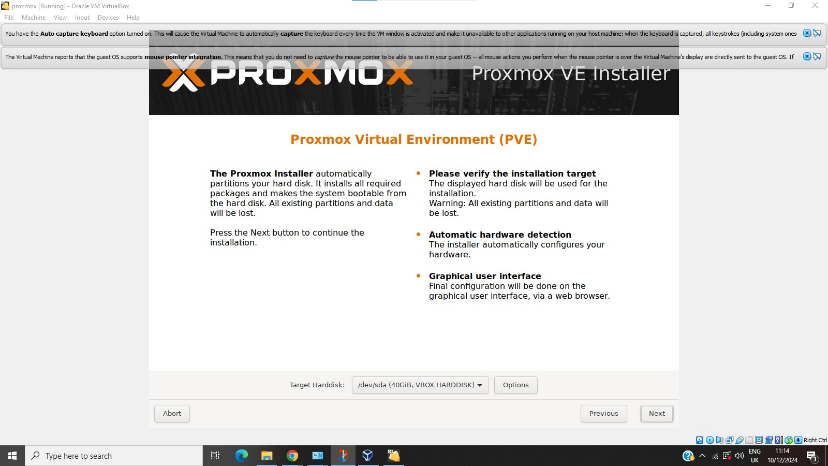 proxmox [Running] - Oracle VM VirtualBox
File Machine View Input Devices Help
You have the Auto capture keyboard option turned on. This will cause the Virtual Machine to automatically capture the keyboard every time the VM window is activated and make it unavailable to other applications running on your host machine: when the keyboard is captured, all keystrokes (including system ones
The Virtual Machine reports that the guest OS supports mouse pointer integration. This means that you do not need to capture the mouse pointer to be able to use it in your guest OS -- all mouse actions you perform when the mouse pointer is over the Virtual Machine's display are directly sent to the guest OS. If
PROXMOX
Proxmox VE Installer
Proxmox Virtual Environment (PVE)
The Proxmox Installer automatically
partitions your hard disk. It installs all required
packages and makes the system bootable from
the hard disk. All existing partitions and data
will be lost.
Press the Next button to continue the
installation.
• Please verify the installation target
The displayed hard disk will be used for the
installation.
Warning: All existing partitions and data will
be lost.
• Automatic hardware detection
The installer automatically configures your
hardware.
• Graphical user interface
Final configuration will be done on the
graphical user interface, via a web browser.
Target Harddisk: /dev/sda (40GiB, VBOX HARDDISK) Options
Abort Previous Next
Right Ctrl
Type here to search
ENG
UK
11:14
10/12/2024